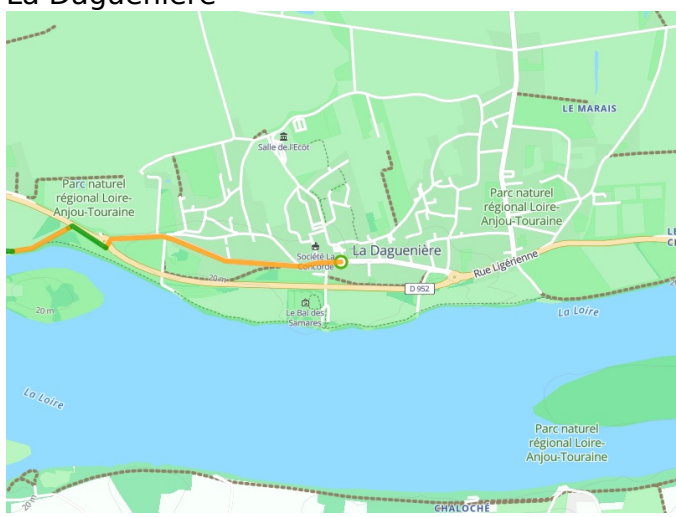 La Daguenière
LE MARAIS
Salle de l'Ecot
Parc naturel
régional Loire-
Anjou-Touraine
Parc naturel
régional Loire-
Anjou-Touraine
Société La
Concorde
La Daguenière
Rue Ligérienne
20 m
D 952
20 m
Le Bal des
Samares
La Loire
La Loire
Parc naturel
régional Loire-
Anjou-Touraine
20 m
CHALOCHE